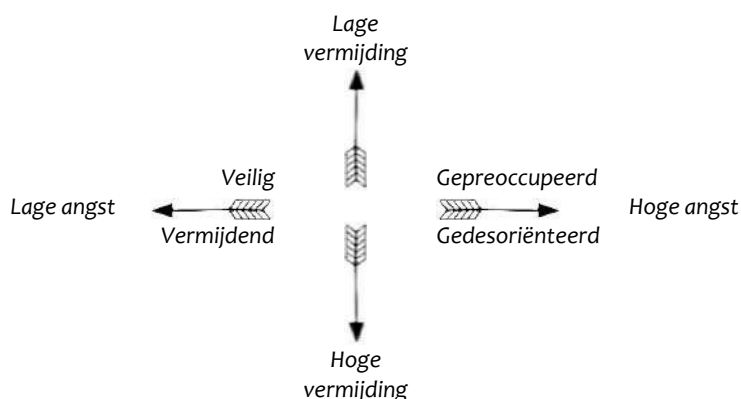 Lage
vermijding
Veilig
Gepreoccupeerd
Lage angst
Hoge angst
Vermijdend
Gedesoriënteerd
Hoge
vermijding